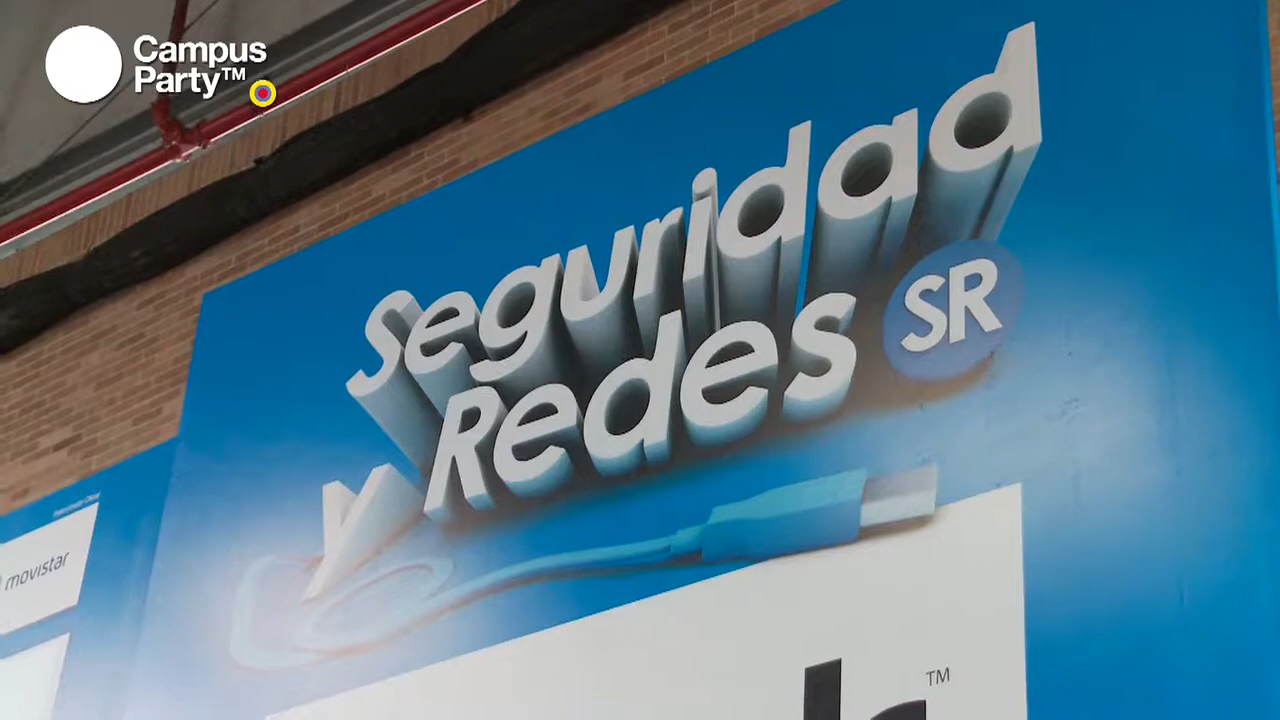 Campus
Party™
Seguridad
y Redes
SR
movistar
™